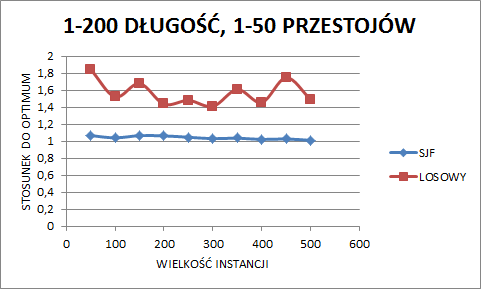 1-200 DŁUGOŚĆ, 1-50 PRZESTOJÓW
STOSUNEK DO OPTIMUM
2
1,8
1,6
1,4
1,2
1
0,8
0,6
0,4
0,2
0
0 100 200 300 400 500 600
WIELKOŚĆ INSTANCJI
SJF
LOSOWY